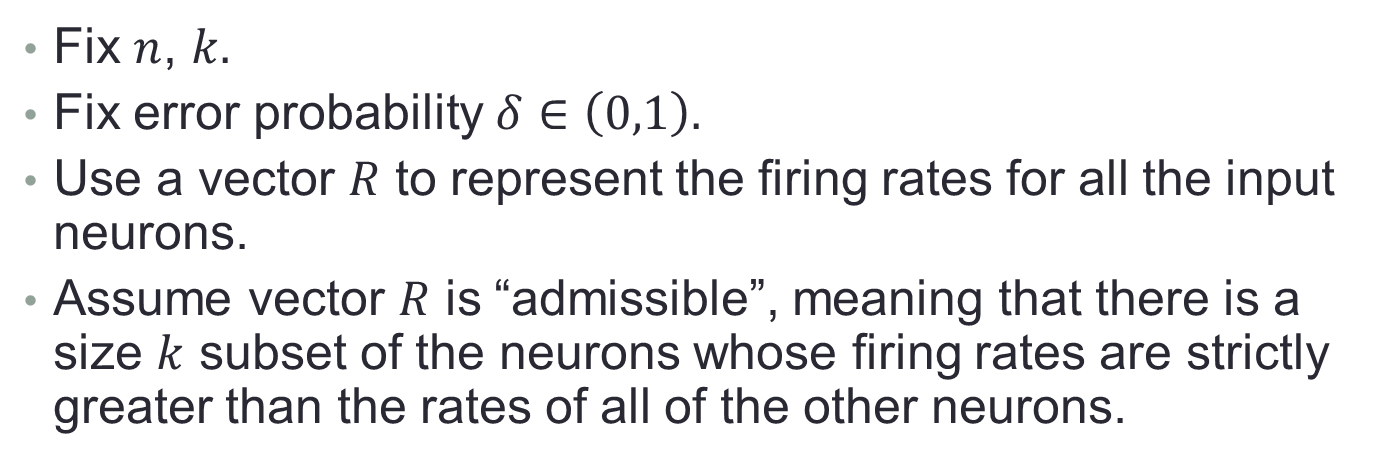 • Fix n, k.
• Fix error probability δ ∈ (0,1).
• Use a vector R to represent the firing rates for all the input
neurons.
• Assume vector R is “admissible”, meaning that there is a
size k subset of the neurons whose firing rates are strictly
greater than the rates of all of the other neurons.